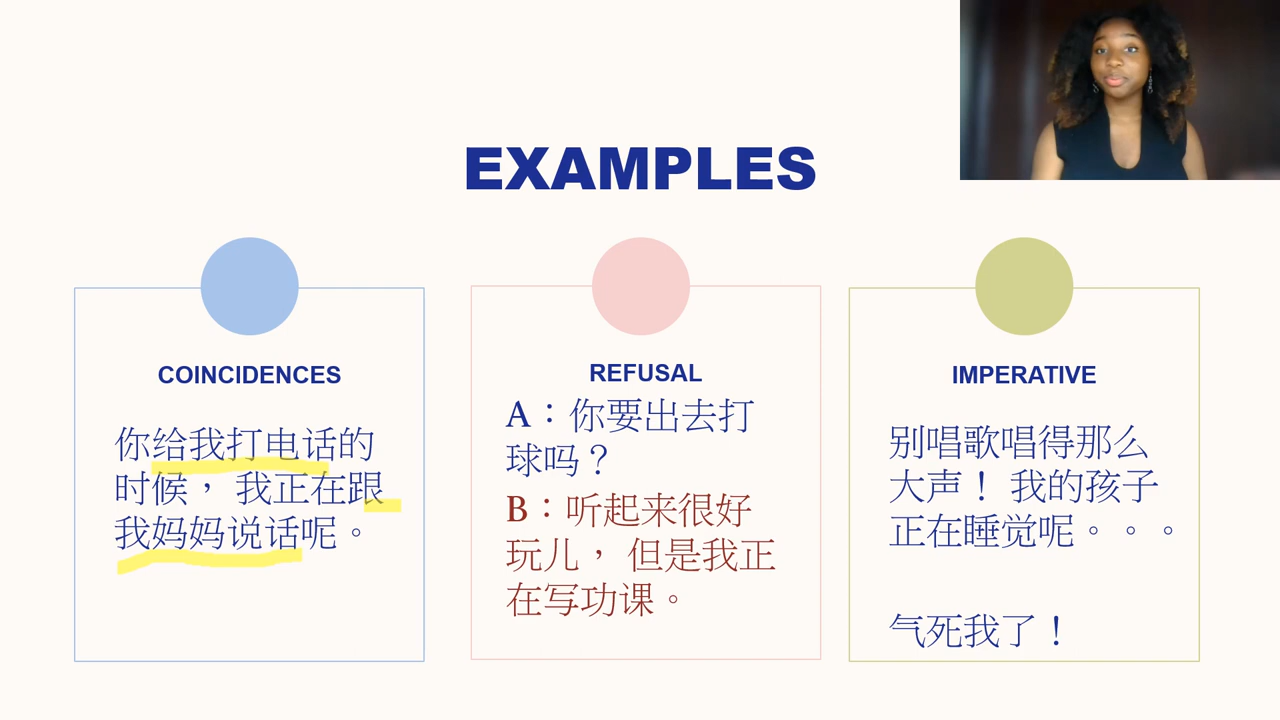 EXAMPLES
COINCIDENCES
你给我打电话的
时候， 我正在跟
我妈妈说话呢。
REFUSAL
A：你要出去打
球吗？
B：听起来很好
玩儿， 但是我正
在写功课。
IMPERATIVE
别唱歌唱得那么
大声！ 我的孩子
正在睡觉呢。。。
气死我了！